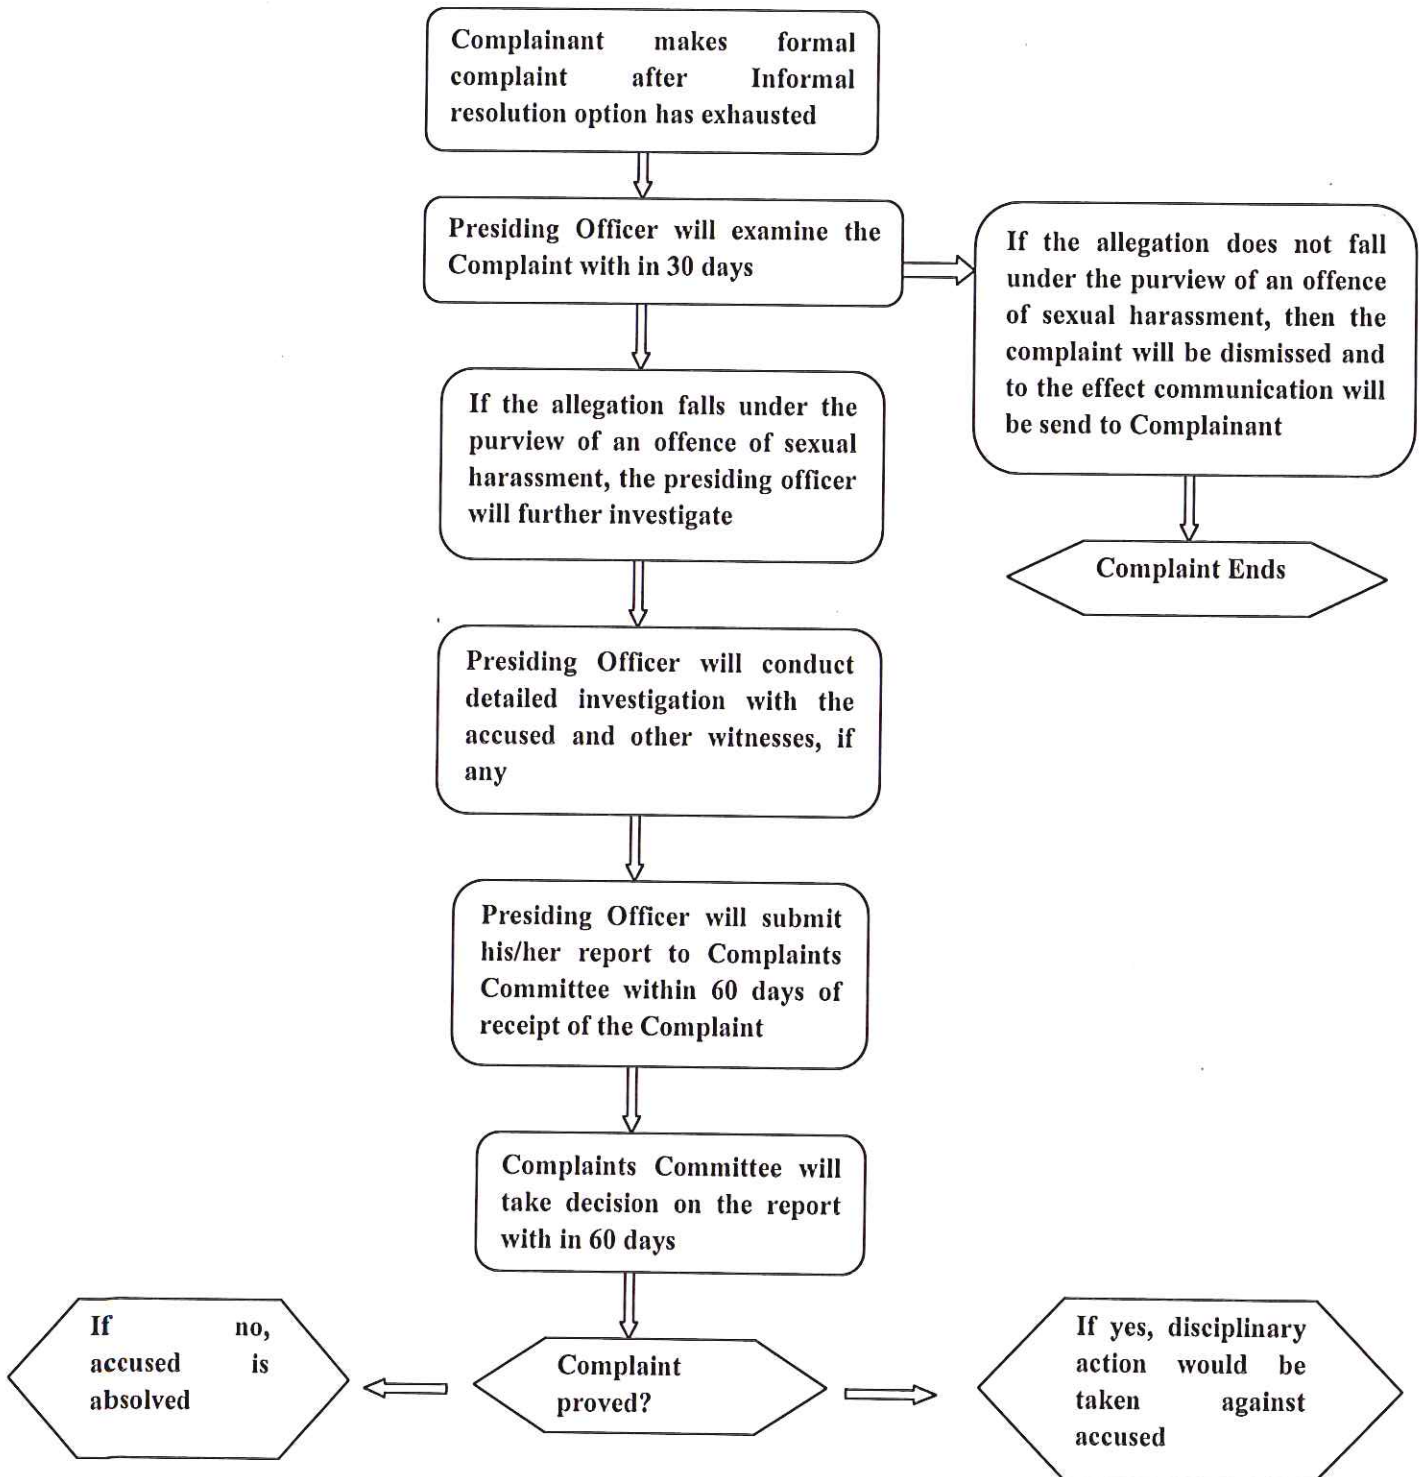 Complainant makes formal
complaint after Informal
resolution option has exhausted
Presiding Officer will examine the
Complaint with in 30 days
If the allegation does not fall
under the purview of an offence
of sexual harassment, then the
complaint will be dismissed and
to the effect communication will
be send to Complainant
If the allegation falls under the
purview of an offence of sexual
harassment, the presiding officer
will further investigate
Complaint Ends
Presiding Officer will conduct
detailed investigation with the
accused and other witnesses, if
any
Presiding Officer will submit
his/her report to Complaints
Committee within 60 days of
receipt of the Complaint
Complaints Committee will
take decision on the report
with in 60 days
If no,
accused is
absolved
Complaint
proved?
If yes, disciplinary
action would be
taken against
accused